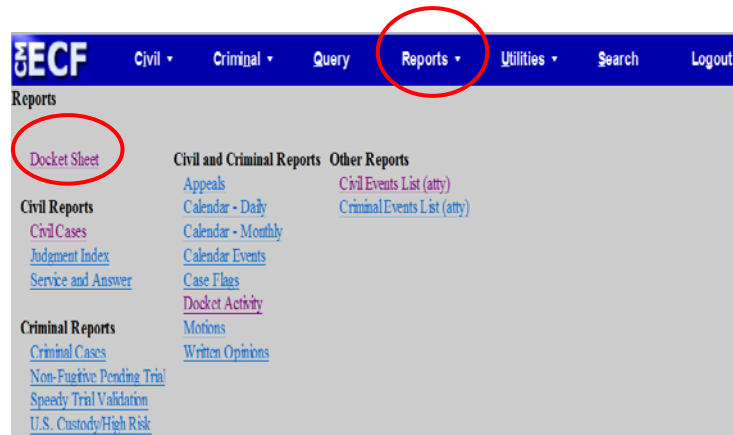 CM ECF Civil ▾ Criminal ▾ Query Reports ▾ Utilities ▾ Search Logout
Reports
Docket Sheet
Civil Reports
Civil Cases
Judgment Index
Service and Answer
Criminal Reports
Criminal Cases
Non-Fugitive Pending Trial
Speedy Trial Validation
U.S. Custody/High Risk
Civil and Criminal Reports
Appeals
Calendar - Daily
Calendar - Monthly
Calendar Events
Case Flags
Docket Activity
Motions
Written Opinions
Other Reports
Civil Events List (atty)
Criminal Events List (atty)